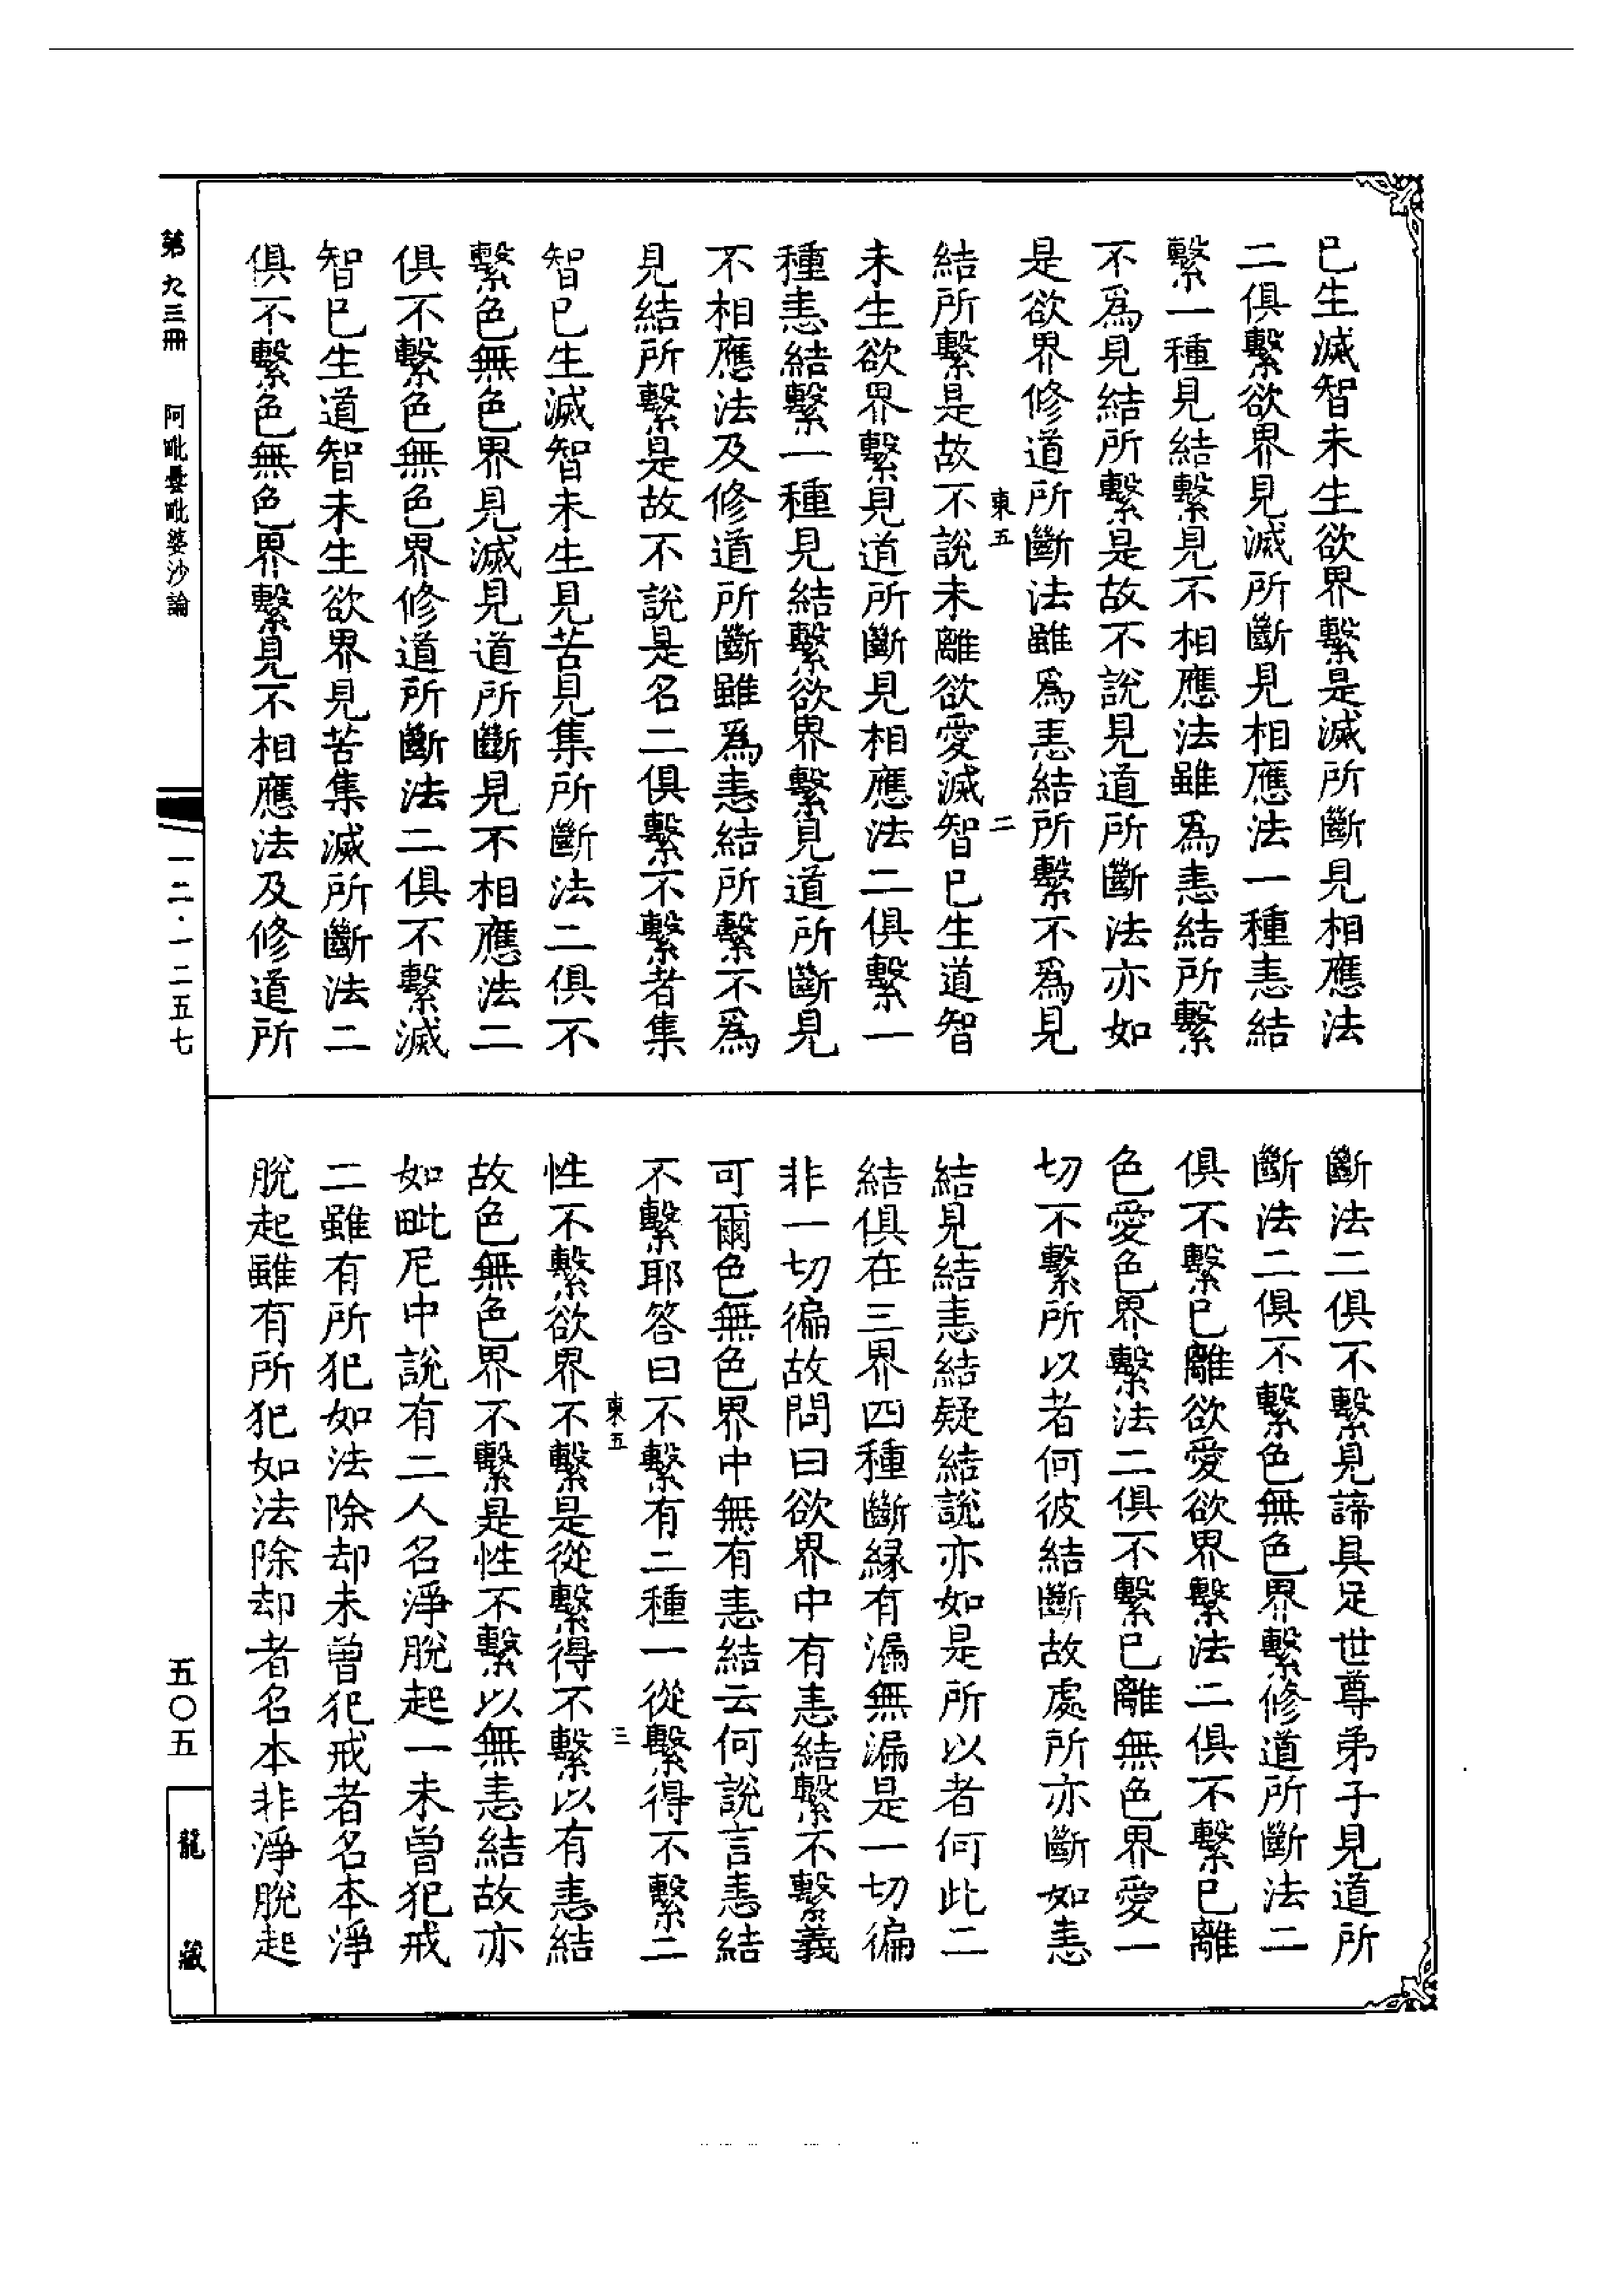 已生滅智未生欲界繫是滅所斷見相應法
二俱繫欲界見滅所斷見相應法一種恚結
繫一種見結繫見不相應法雖爲恚結所繫
不爲見結所繫是故不說見道所斷法亦如
是欲界修道所斷法雖爲恚結所繫不爲見
東五
二
結所繫是故不說未離欲愛滅智已生道智
未生欲界繫見道所斷見相應法二俱繫一
種恚結繫一種見結繫欲界繫見道所斷見
不相應法及修道所斷雖爲恚結所繫不爲
見結所繫是故不說是名二俱繫不繫者集
智已生滅智未生見苦見集所斷法二俱不
繫色無色界見滅見道所斷見不相應法二
俱不繫色無色界修道所斷法二俱不繫滅
智已生道智未生欲界見苦集滅所斷法二
俱不繫色無色界繫見不相應法及修道所
斷法二俱不繫見諦具足世尊弟子見道所
斷法二俱不繫色無色界繫修道所斷法二
俱不繫已離欲愛欲界繫法二俱不繫已離
色愛色界繫法二俱不繫已離無色界愛一
切不繫所以者何彼結斷故處所亦斷如恚
結見結恚結疑結說亦如是所以者何此二
結俱在三界四種斷緣有漏無漏是一切徧
非一切徧故問曰欲界中有恚結繫不繫義
可爾色無色界中無有恚結云何說言恚結
不繫耶答曰不繫有二種一從繫得不繫二
東五
三
性不繫欲界不繫是從繫得不繫以有恚結
故色無色界不繫是性不繫以無恚結故亦
如毗尼中說有二人名淨脫起一未曾犯戒
二雖有所犯如法除却未曾犯戒者名本淨
脫起雖有所犯如法除却者名本非淨脫起
第九三冊
阿毗曇毗婆沙論
一二·一二五七
五〇五
龍藏